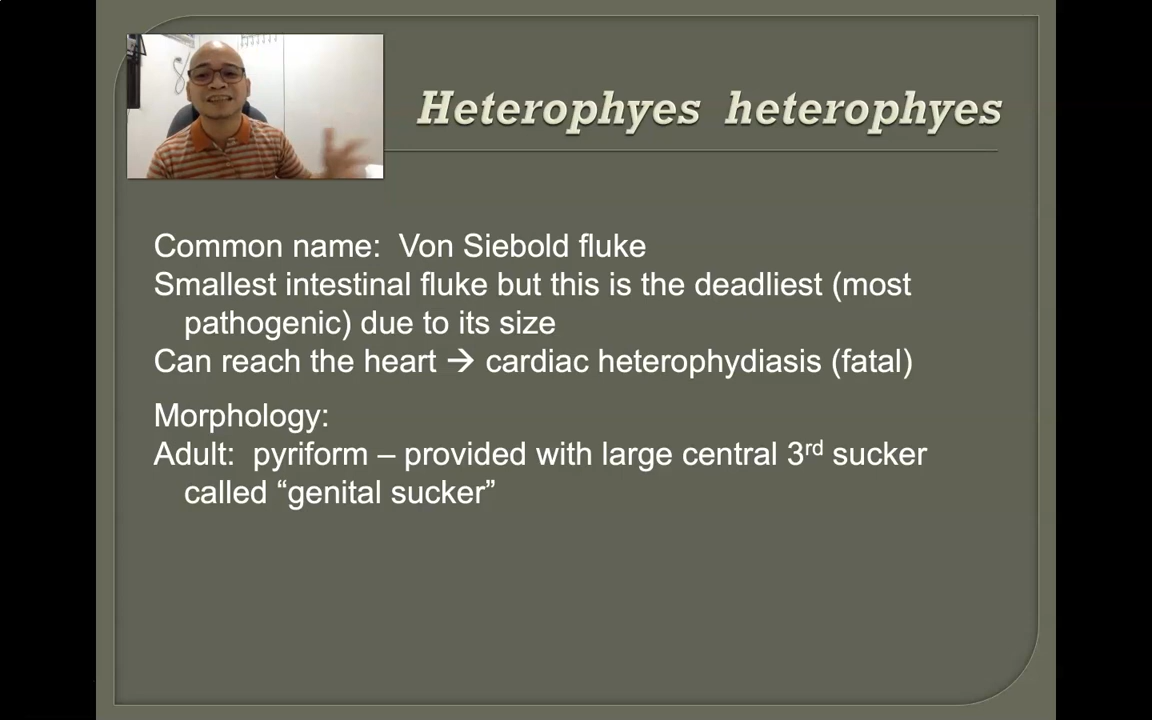 Heterophyes heterophyes
Common name: Von Siebold fluke
Smallest intestinal fluke but this is the deadliest (most
pathogenic) due to its size
Can reach the heart → cardiac heterophydiasis (fatal)
Morphology:
Adult: pyriform – provided with large central 3rd sucker
called “genital sucker”